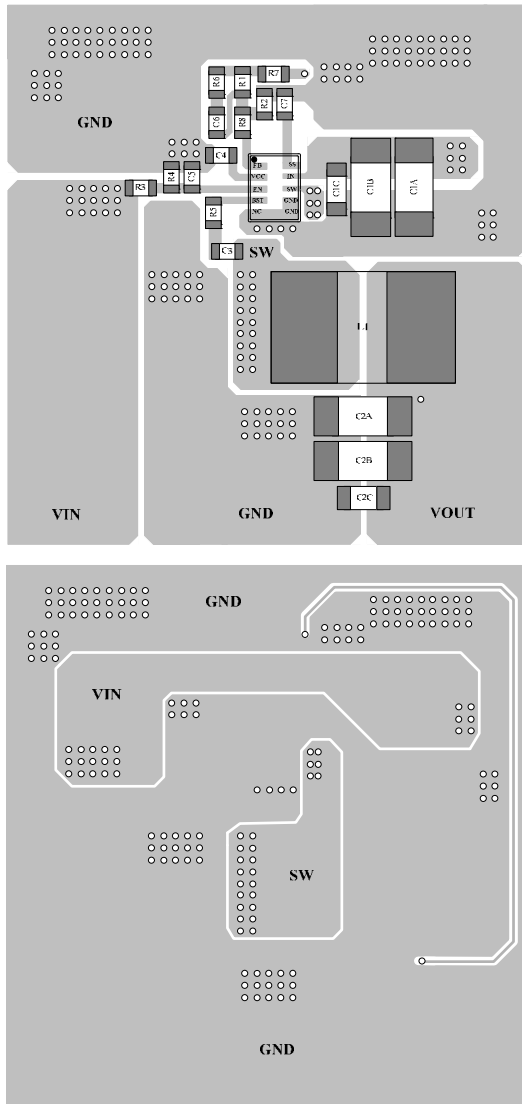 R6
R1
R7
R2
C7
GND
C6
R8
C4
FB
SS
VCC
IN
R4
C5
R3
EN
SW
C1C
C1B
C1A
BST
GND
R5
NC
GND
C3
SW
L1
C2A
C2B
C2C
VIN
GND
VOUT
GND
VIN
SW
GND